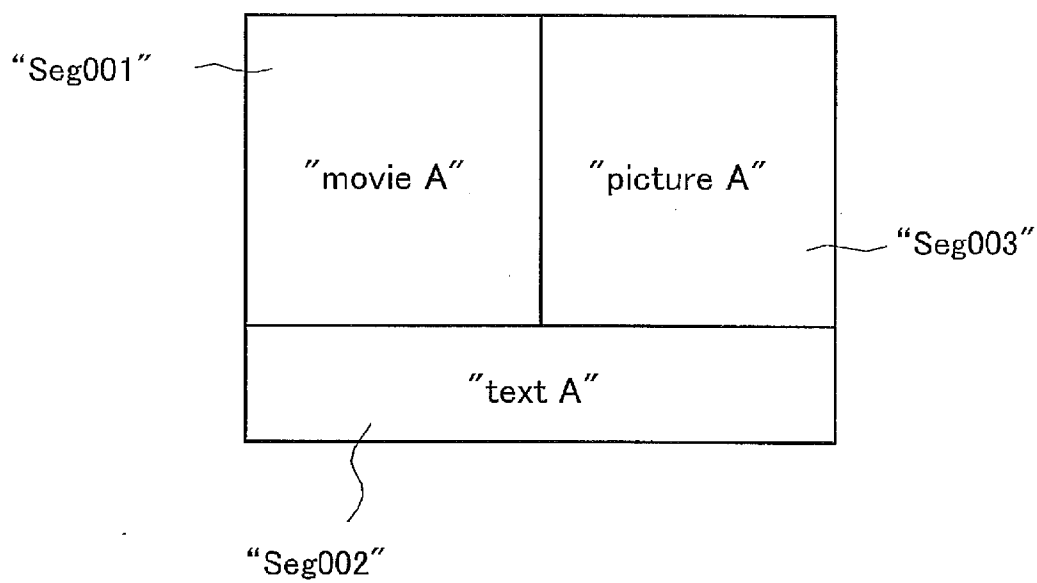 “Seg001”
"movie A"
"picture A"
“Seg003”
"text A"
“Seg002”